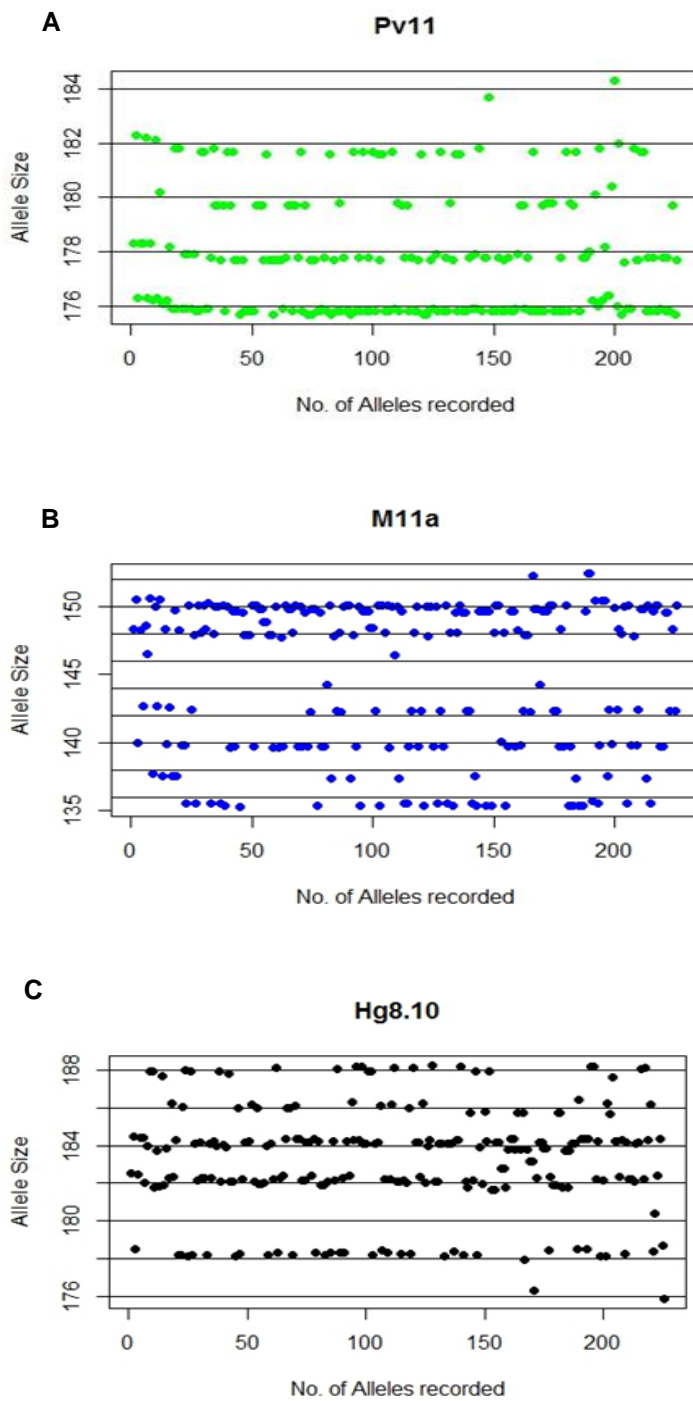 A
Pv11
Allele Size
184
182
180
178
176
0 50 100 150 200
No. of Alleles recorded
B
M11a
Allele Size
150
145
140
135
0 50 100 150 200
No. of Alleles recorded
C
Hg8.10
Allele Size
188
184
180
176
0 50 100 150 200
No. of Alleles recorded